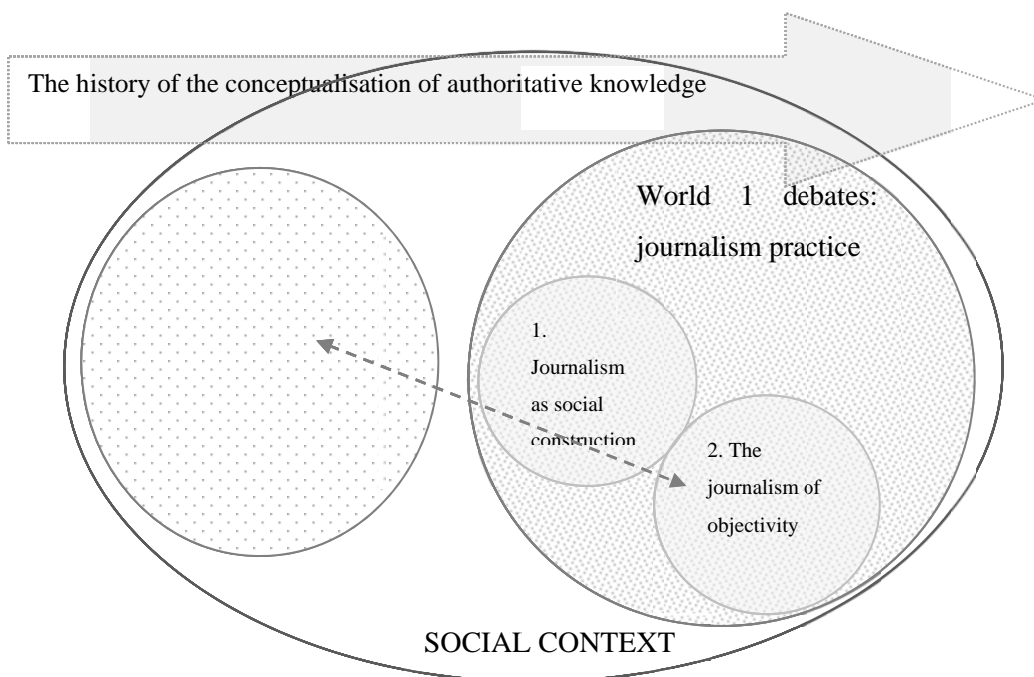 The history of the conceptualisation of authoritative knowledge
World 1 debates:
journalism practice
1.
Journalism
as social
construction
2. The
journalism of
objectivity
SOCIAL CONTEXT